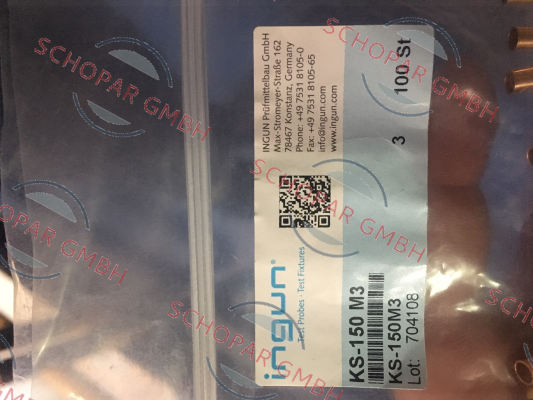 INGUN Prüfmittelbau GmbH
Max-Stromeyer-Straße 162
78467 Konstanz, Germany
Phone: +49 7531 8105-0
Fax: +49 7531 8105-65
info@ingun.com
www.ingun.com
ingun®
Test Probes · Test Fixtures
KS-150 M3
KS-150M3
Lot: 704108
3 100 St
SCHOPAR GMBH
SCHOPAR GMBH
SCHOPAR GMBH
SCHOPAR GMBH
SCHOPAR GMBH
SCHOPAR GMBH